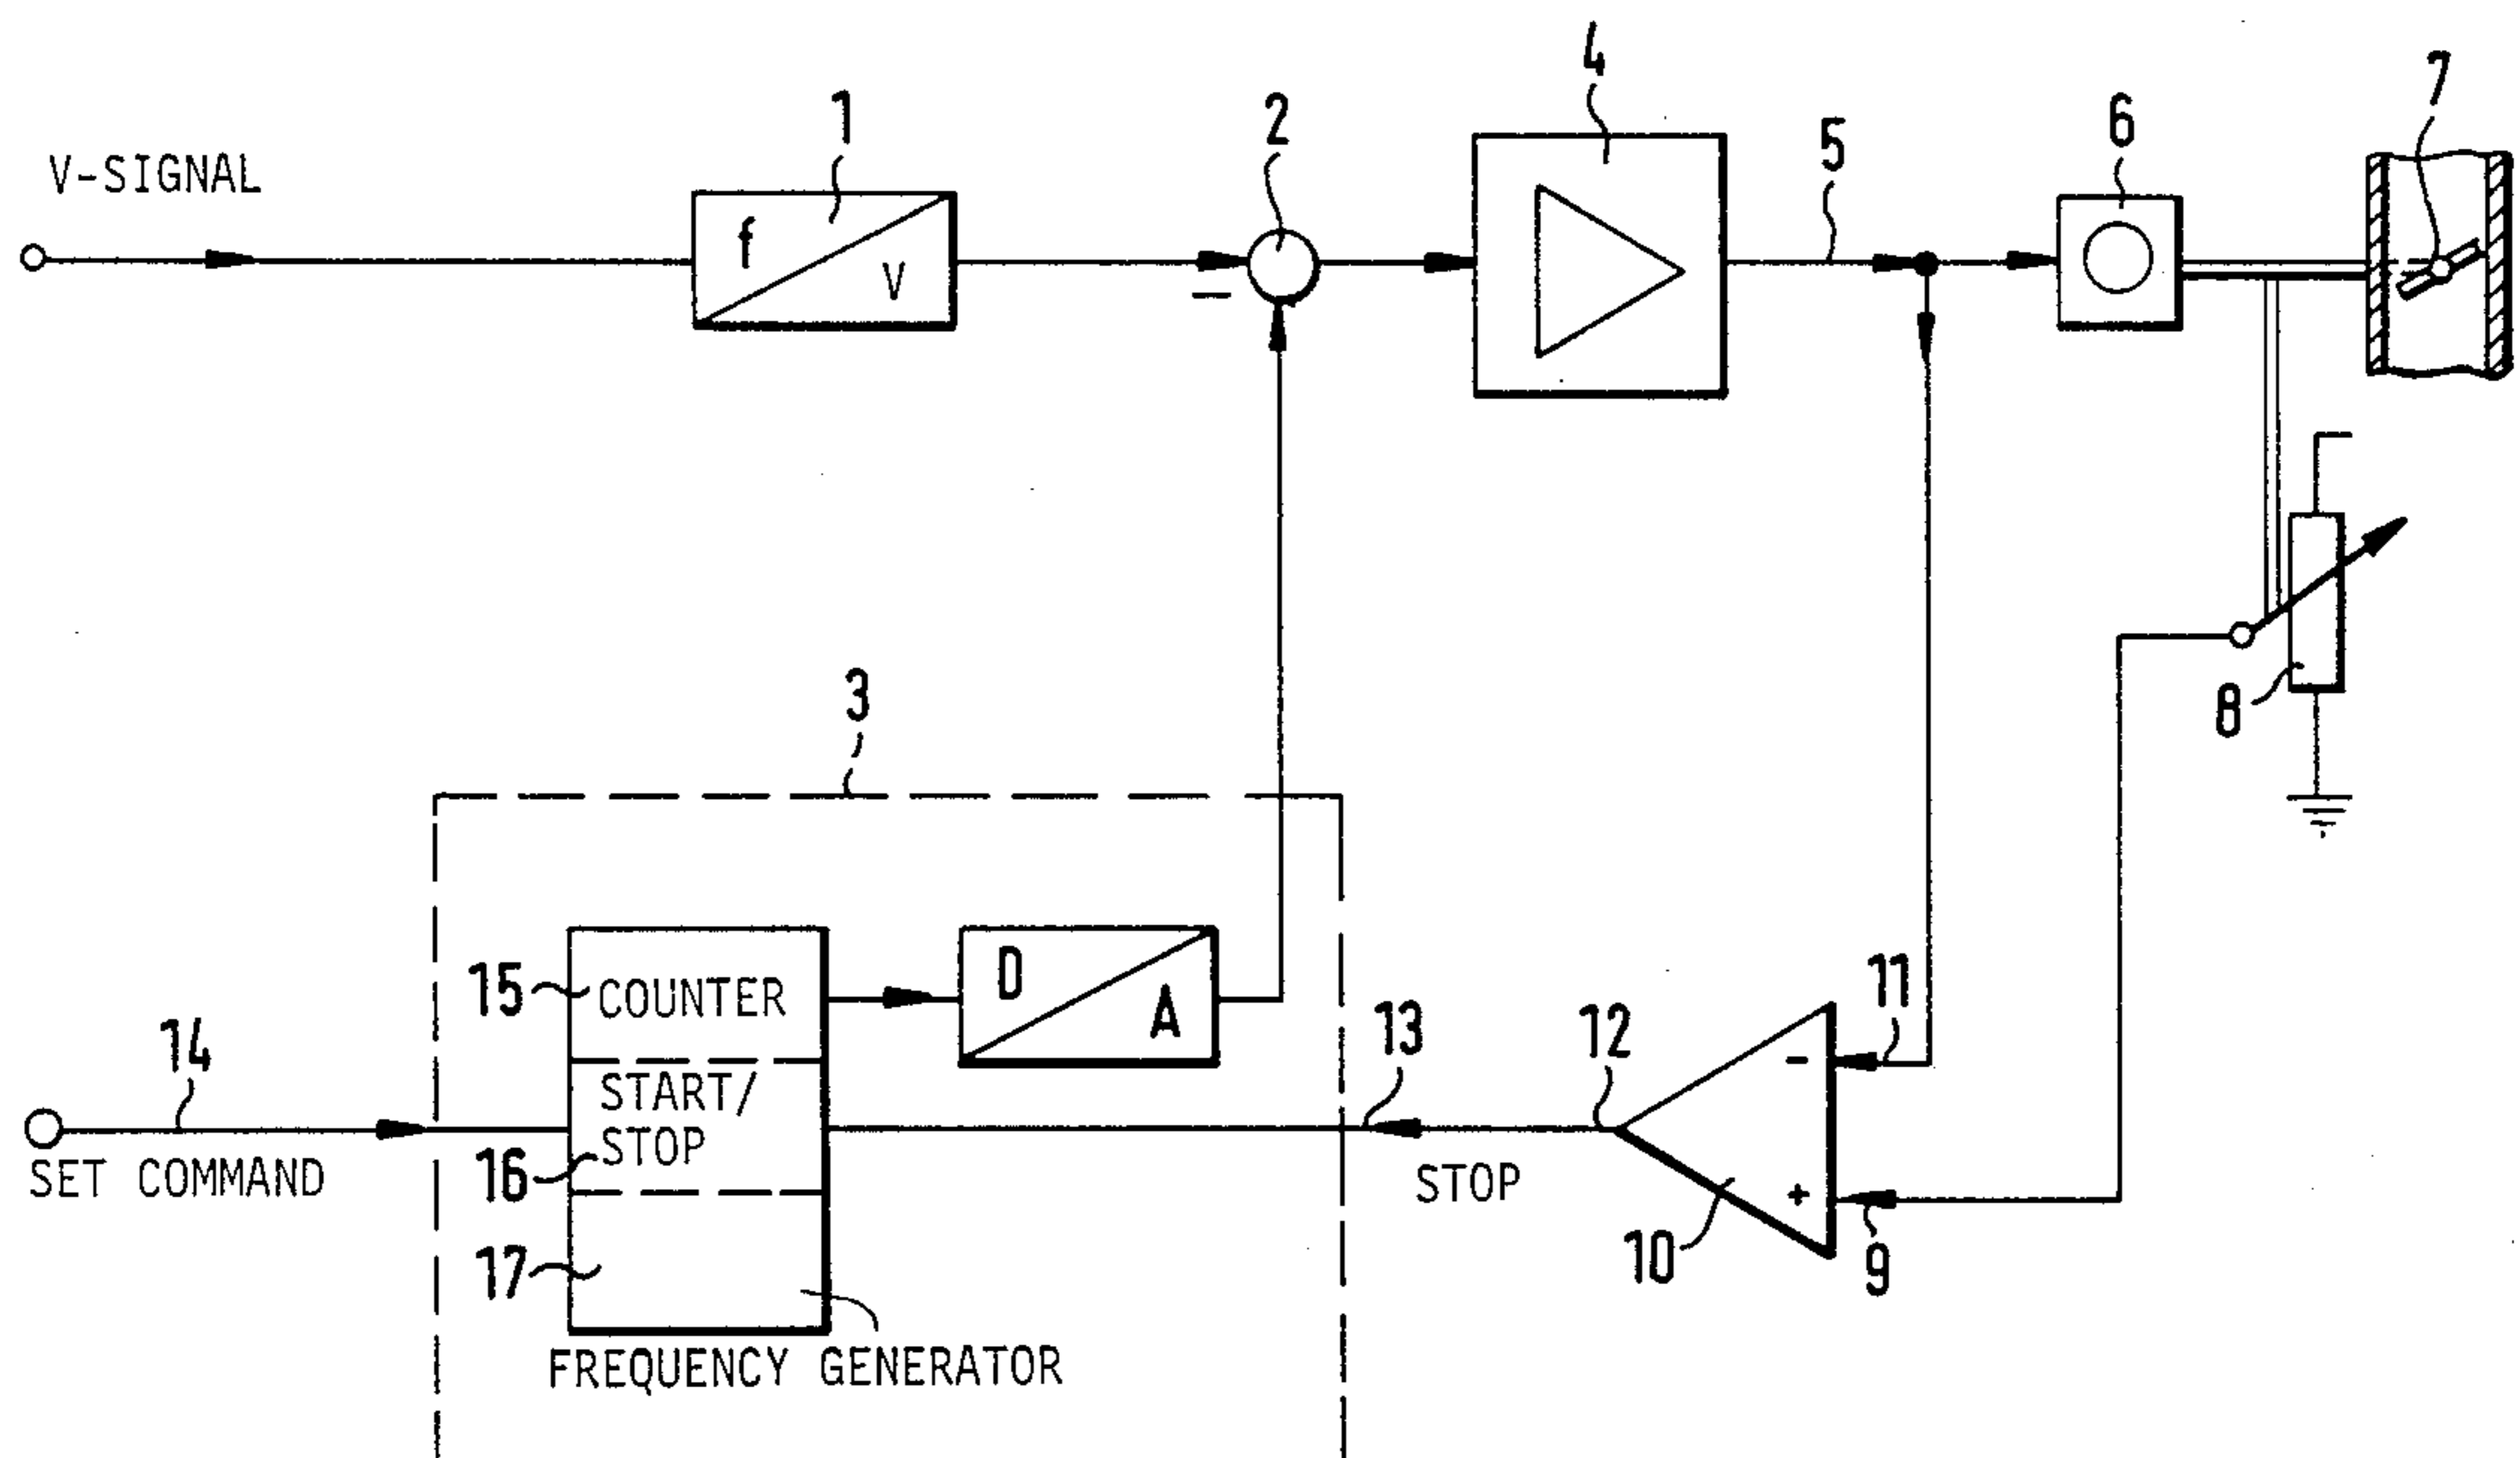 4
7
1
2
6
5
V-SIGNAL
f
V
−
3
8
15
COUNTER
D
A
11
14
13
12
START/
STOP
−
16
SET COMMAND
STOP
+
17
10
9
FREQUENCY GENERATOR